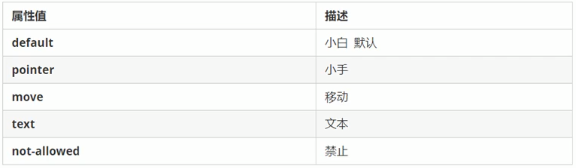 属性值 描述
default 小白 默认
pointer 小手
move 移动
text 文本
not-allowed 禁止